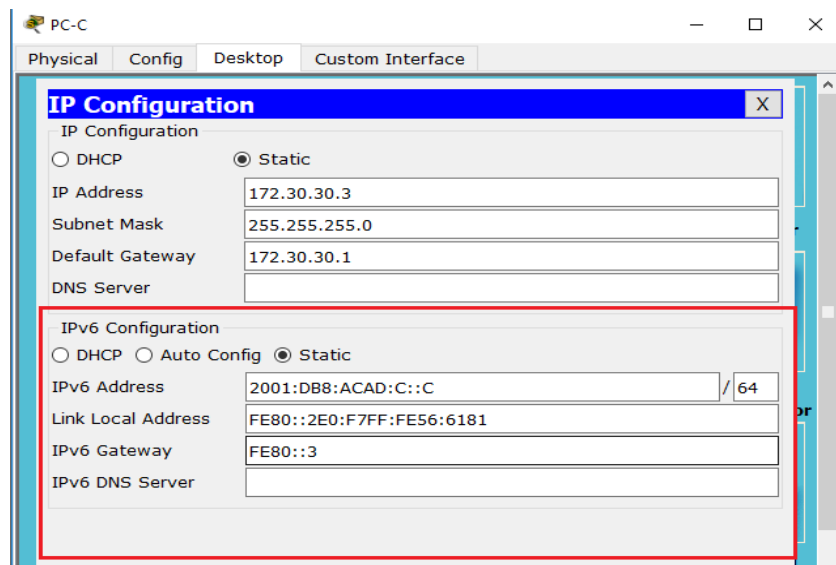 PC-C
Physical Config Desktop Custom Interface
IP Configuration X
IP Configuration
DHCP Static
IP Address 172.30.30.3
Subnet Mask 255.255.255.0
Default Gateway 172.30.30.1
DNS Server
IPv6 Configuration
DHCP Auto Config Static
IPv6 Address 2001:DB8:ACAD:C::C / 64
Link Local Address FE80::2E0:F7FF:FE56:6181
IPv6 Gateway FE80::3
IPv6 DNS Server